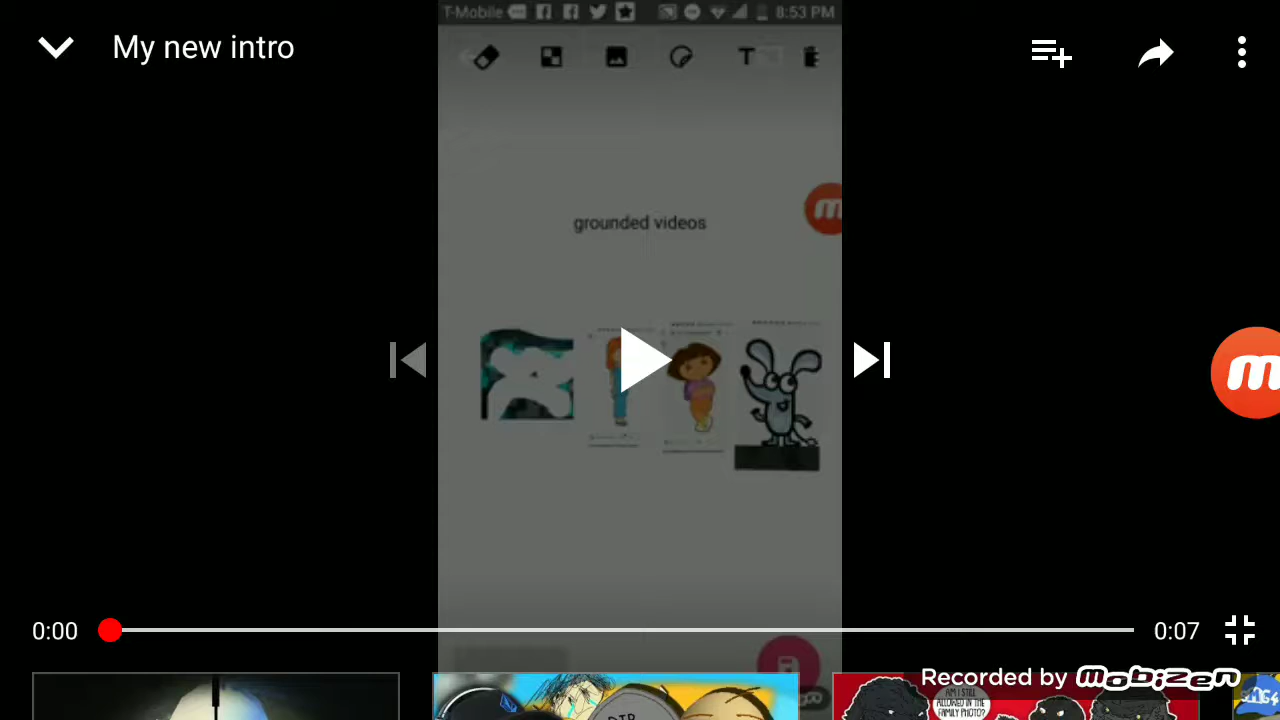 T-Mobile
8:53 PM
My new intro
T
grounded videos
0:00
0:07
Recorded by mobizen
AM I STILL
ALLOWED IN THE
FAMILY PHOTO?